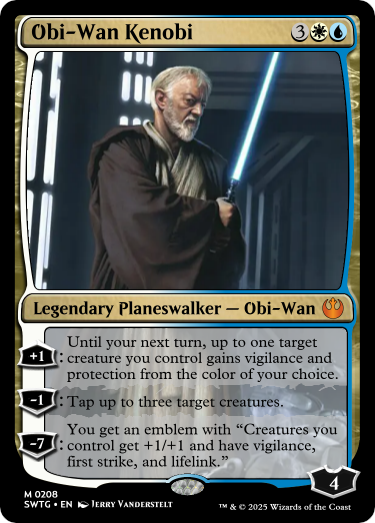 Obi-Wan Kenobi 3
Legendary Planeswalker — Obi-Wan
+1: Until your next turn, up to one target
creature you control gains vigilance and
protection from the color of your choice.
-1: Tap up to three target creatures.
-7: You get an emblem with “Creatures you
control get +1/+1 and have vigilance,
first strike, and lifelink.”
4
M 0208
SWTG • EN Jerry Vanderstelt
™ & © 2025 Wizards of the Coast